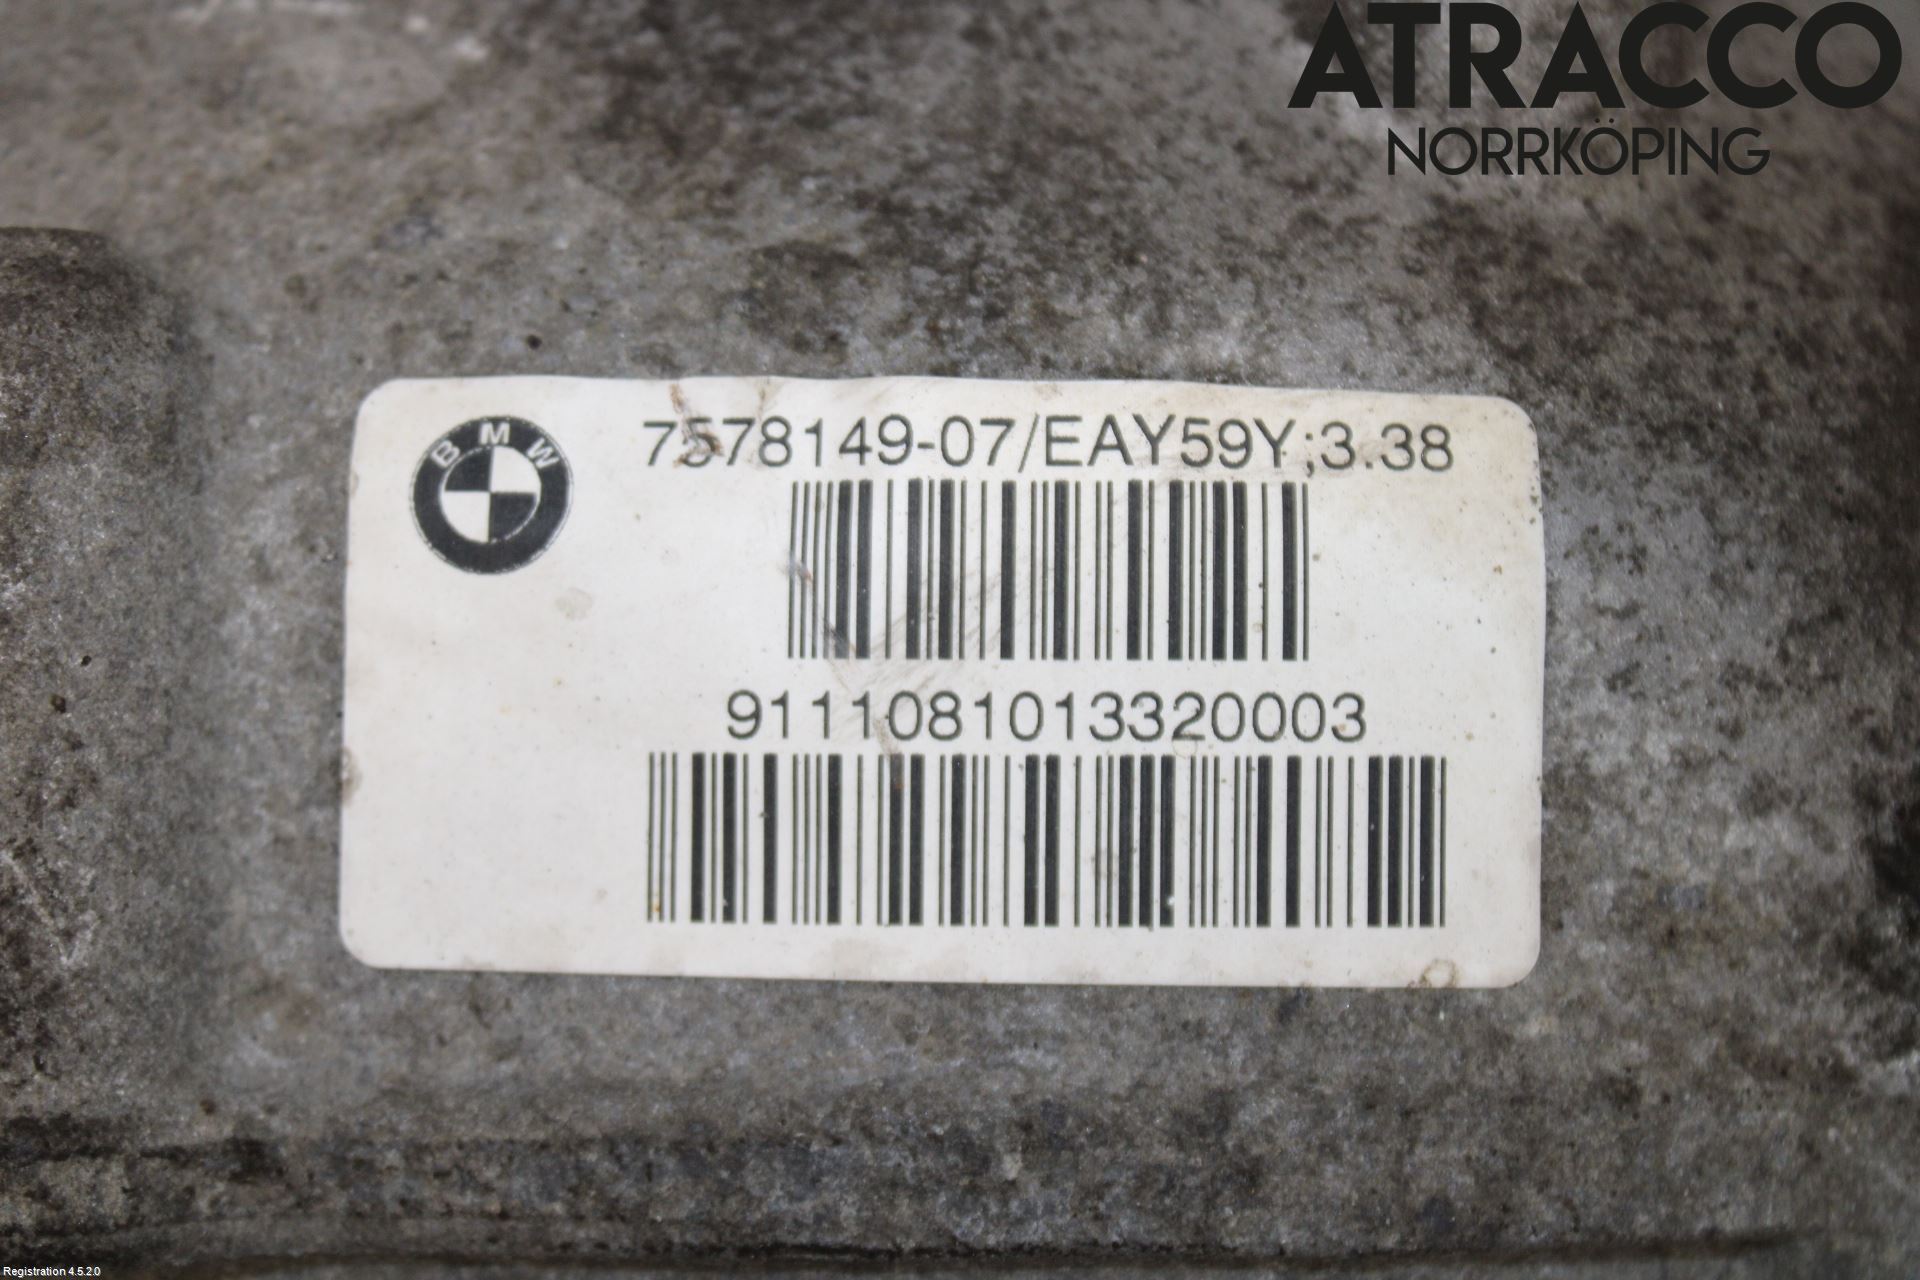 ATRACCO
NORRKÖPING
BMW
7578149-07/EAY59Y;3.38
9111081013320003
Registration 4.5.2.0